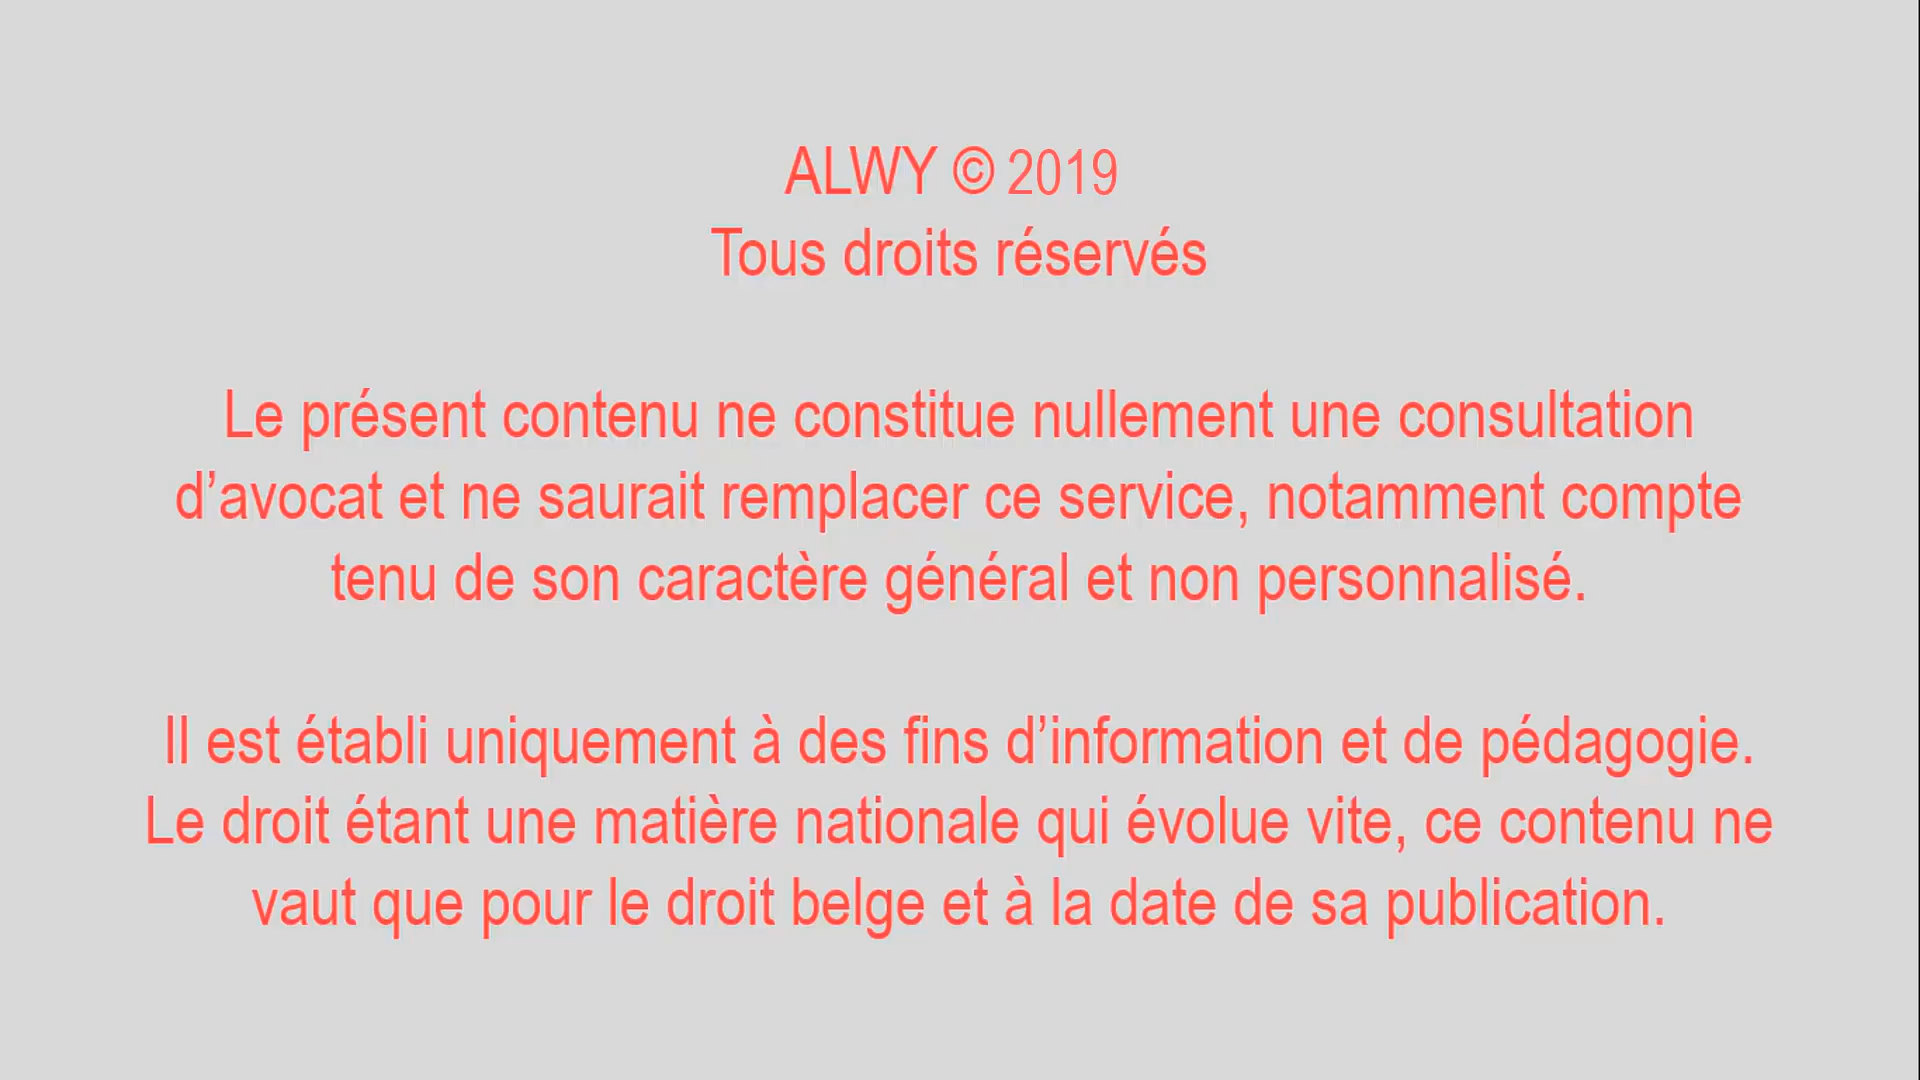 ALWY © 2019
Tous droits réservés
Le présent contenu ne constitue nullement une consultation
d’avocat et ne saurait remplacer ce service, notamment compte
tenu de son caractère général et non personnalisé.
Il est établi uniquement à des fins d’information et de pédagogie.
Le droit étant une matière nationale qui évolue vite, ce contenu ne
vaut que pour le droit belge et à la date de sa publication.